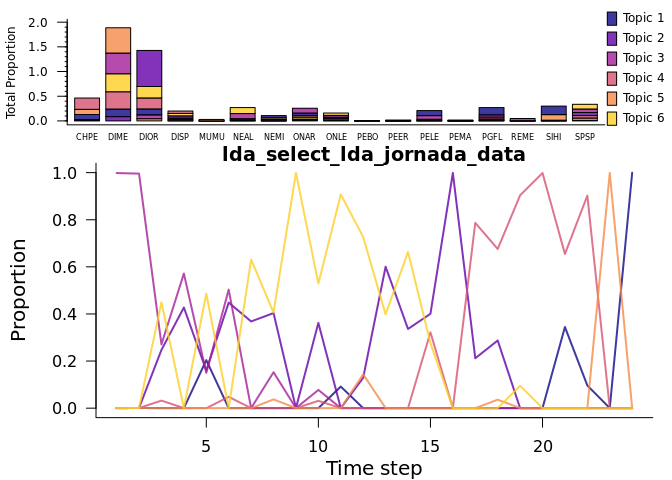 Total Proportion
2.0
1.5
1.0
0.5
0.0
CHPE DIME DIOR DISP MUMU NEAL NEMI ONAR ONLE PEBO PEER PELE PEMA PGFL REME SIHI SPSP
Topic 1
Topic 2
Topic 3
Topic 4
Topic 5
Topic 6
lda_select_lda_jornada_data
Proportion
1.0
0.8
0.6
0.4
0.2
0.0
5 10 15 20
Time step